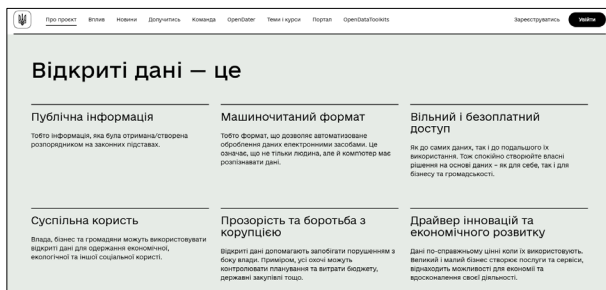 Про проєкт Вплив Новини Долучитись Команда OpenDater Теми і курси Портал OpenDataToolkits Зареєструватись Увійти
Відкриті дані — це
Публічна інформація
Тобто інформація, яка була отримана/створена
розпорядником на законних підставах.
Машиночитаний формат
Тобто формат, що дозволяє автоматизоване
оброблення даних електронними засобами. Це
означає, що не тільки людина, але й комп'ютер має
розпізнавати дані.
Вільний і безоплатний
доступ
Як до самих даних, так і до подальшого їх
використання. Тож спокійно створюйте власні
рішення на основі даних – як для себе, так і для
бізнесу та громадськості.
Суспільна користь
Влада, бізнес та громадяни можуть використовувати
відкриті дані для одержання економічної,
екологічної та іншої соціальної користі.
Прозорість та боротьба з
корупцією
Відкриті дані допомагають запобігати порушенням з
боку влади. Приміром, усі охочі можуть
контролювати планування та витрати бюджету,
державні закупівлі тощо.
Драйвер інновацій та
економічного розвитку
Дані по-справжньому цінні коли їх використовують.
Великий і малий бізнес створює послуги та сервіси,
віднаходить можливості для економії та
вдосконалення своєї діяльності.